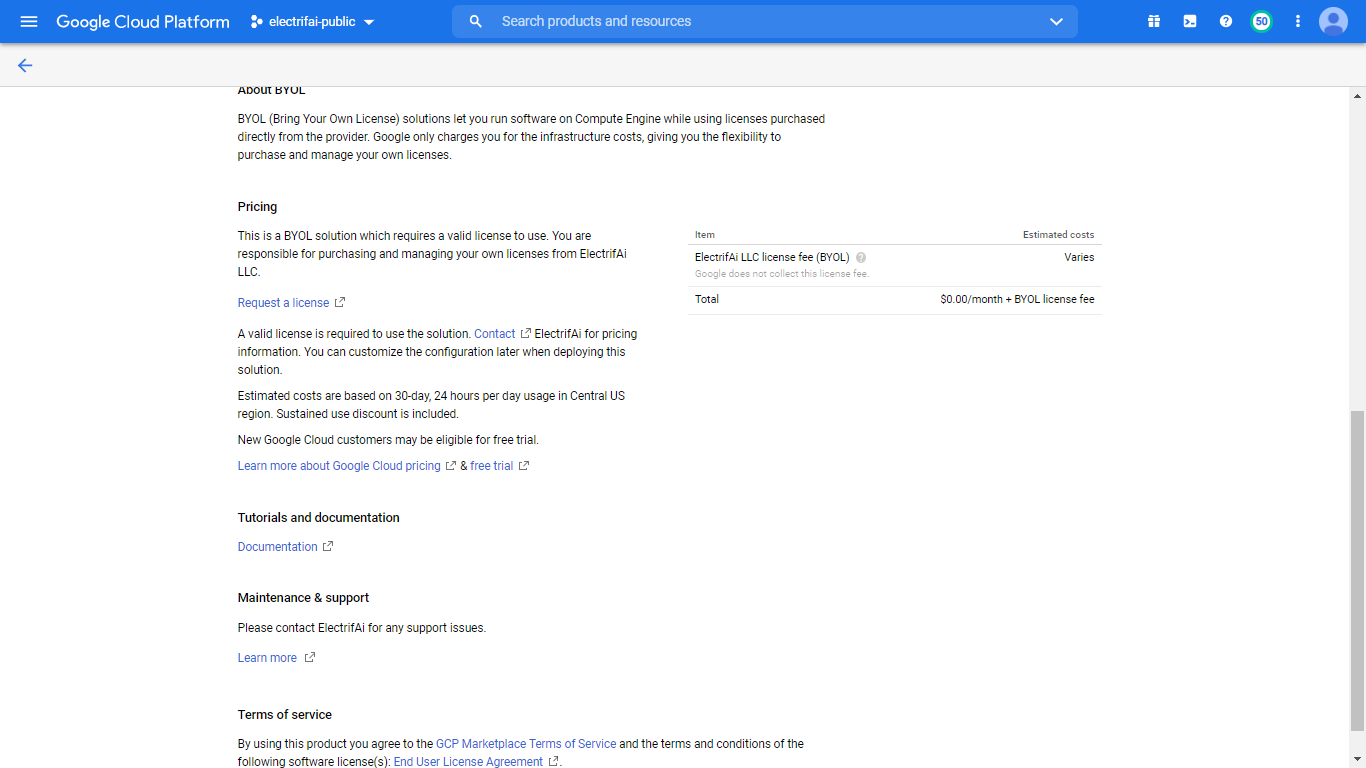 Google Cloud Platform
electrifai-public
Search products and resources
50
About BYOL
BYOL (Bring Your Own License) solutions let you run software on Compute Engine while using licenses purchased
directly from the provider. Google only charges you for the infrastructure costs, giving you the flexibility to
purchase and manage your own licenses.
Pricing
This is a BYOL solution which requires a valid license to use. You are
responsible for purchasing and managing your own licenses from ElectrifAi
LLC.
Request a license
A valid license is required to use the solution. Contact ElectrifAi for pricing
information. You can customize the configuration later when deploying this
solution.
Estimated costs are based on 30-day, 24 hours per day usage in Central US
region. Sustained use discount is included.
New Google Cloud customers may be eligible for free trial.
Learn more about Google Cloud pricing & free trial
Item Estimated costs
ElectrifAi LLC license fee (BYOL) ? Varies
Google does not collect this license fee.
Total $0.00/month + BYOL license fee
Tutorials and documentation
Documentation
Maintenance & support
Please contact ElectrifAi for any support issues.
Learn more
Terms of service
By using this product you agree to the GCP Marketplace Terms of Service and the terms and conditions of the
following software license(s): End User License Agreement .